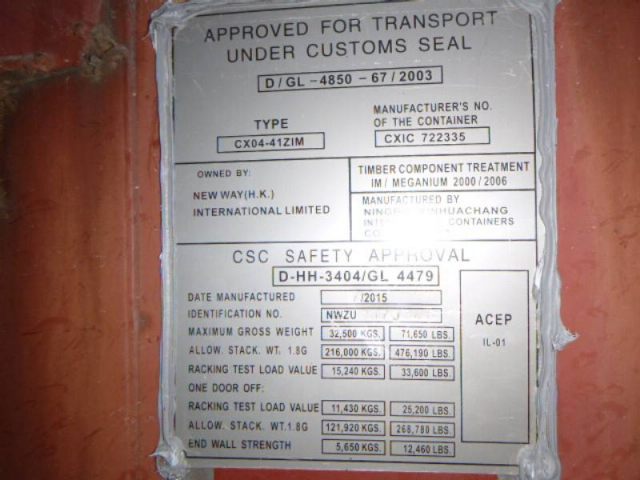 APPROVED FOR TRANSPORT
UNDER CUSTOMS SEAL
D/GL-4850-67/2003
TYPE
CX04-41ZIM
MANUFACTURER'S NO.
OF THE CONTAINER
CXIC 722335
OWNED BY:
NEW WAY(H.K.)
INTERNATIONAL LIMITED
TIMBER COMPONENT TREATMENT
IM/MEGANIUM 2000/2006
MANUFACTURED BY
CONTAINERS
CSC SAFETY APPROVAL
D-HH-3404/GL 4479
DATE MANUFACTURED /2015
IDENTIFICATION NO. NWZU
MAXIMUM GROSS WEIGHT 32,500 KGS. 71,650 LBS.
ALLOW. STACK. WT. 1.8G 216,000 KGS. 476,190 LBS.
RACKING TEST LOAD VALUE 15,240 KGS. 33,600 LBS.
ONE DOOR OFF:
RACKING TEST LOAD VALUE 11,430 KGS. 25,200 LBS.
ALLOW. STACK. WT.1.8G 121,920 KGS. 268,780 LBS.
END WALL STRENGTH 5,650 KGS. 12,460 LBS.
ACEP
IL-01